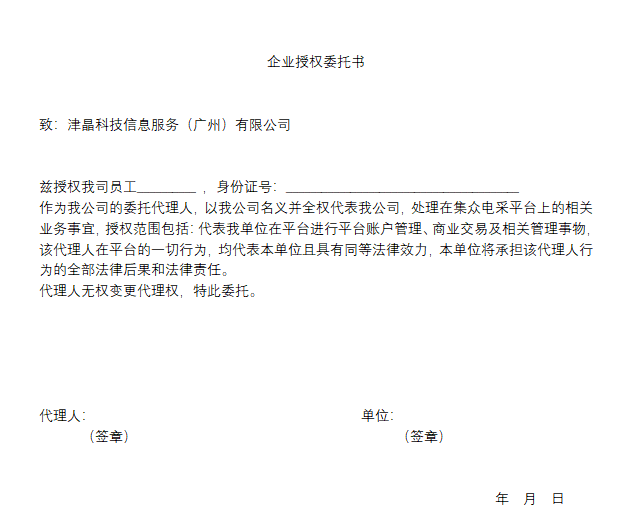 企业授权委托书
致：津晶科技信息服务（广州）有限公司
兹授权我司员工________ ，身份证号：________________________________
作为我公司的委托代理人，以我公司名义并全权代表我公司，处理在集众电采平台上的相关
业务事宜，授权范围包括：代表我单位在平台进行平台账户管理、商业交易及相关管理事物，
该代理人在平台的一切行为，均代表本单位且具有同等法律效力，本单位将承担该代理人行
为的全部法律后果和法律责任。
代理人无权变更代理权，特此委托。
代理人： 单位：
（签章） （签章）
年 月 日